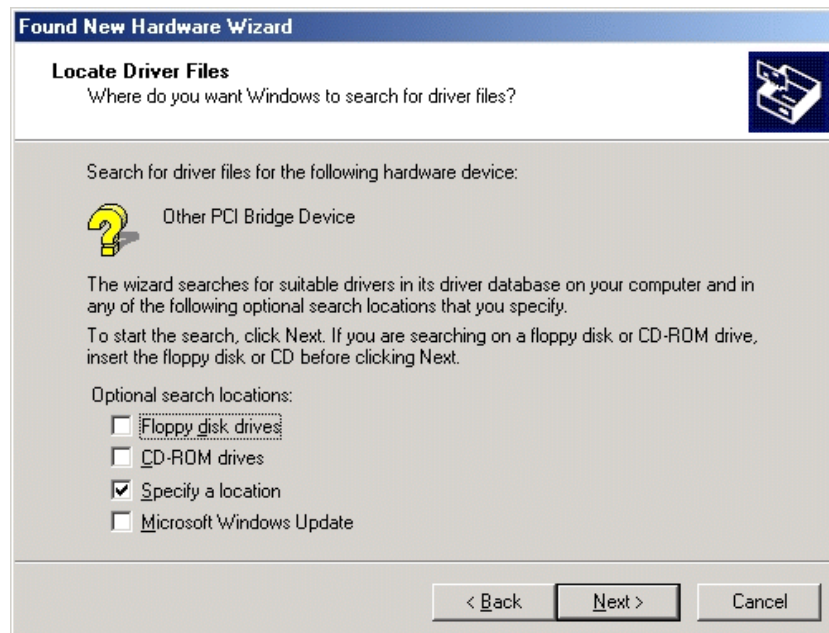 Found New Hardware Wizard
Locate Driver Files
Where do you want Windows to search for driver files?
Search for driver files for the following hardware device:
Other PCI Bridge Device
The wizard searches for suitable drivers in its driver database on your computer and in
any of the following optional search locations that you specify.
To start the search, click Next. If you are searching on a floppy disk or CD-ROM drive,
insert the floppy disk or CD before clicking Next.
Optional search locations:
Floppy disk drives
CD-ROM drives
Specify a location
Microsoft Windows Update
< Back Next > Cancel